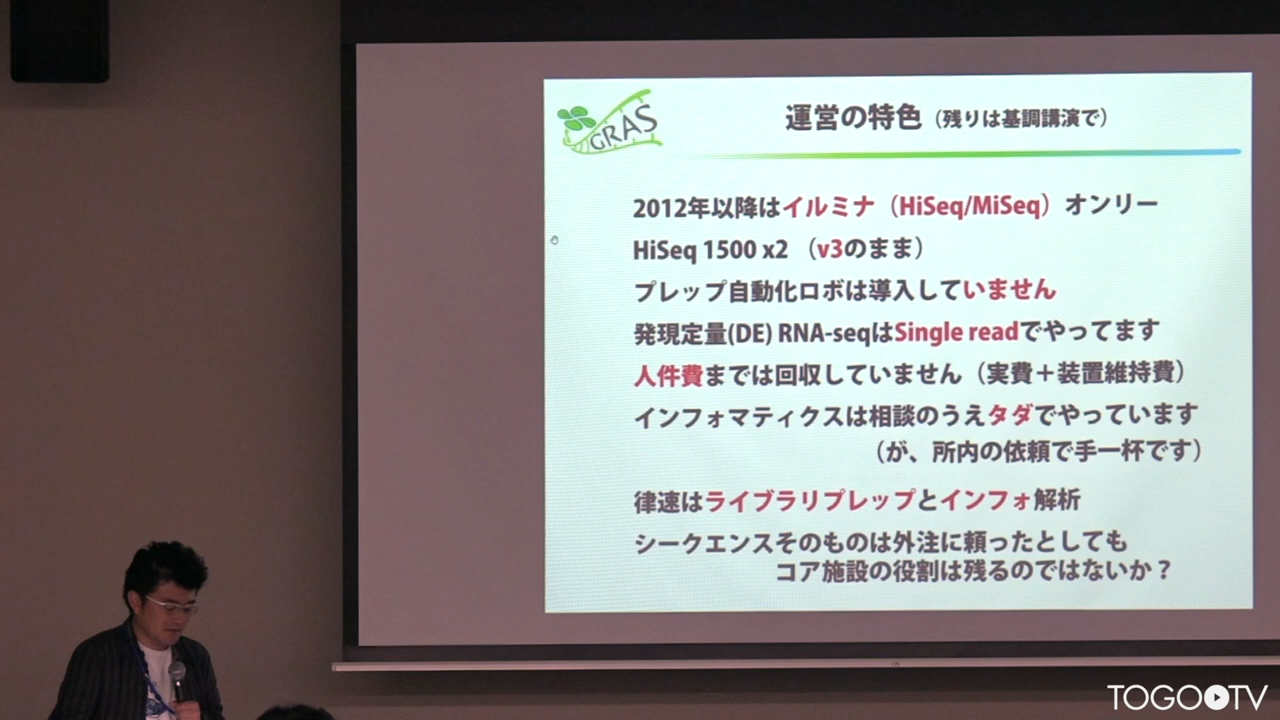 GRAS
運営の特色（残りは基調講演で）
2012年以降はイルミナ（HiSeq/MiSeq）オンリー
HiSeq 1500 x2 （v3のまま）
プレップ自動化ロボは導入していません
発現定量(DE) RNA-seqはSingle readでやってます
人件費までは回収していません（実費＋装置維持費）
インフォマティクスは相談のうえタダでやっています
（が、所内の依頼で手一杯です）
律速はライブラリプレップとインフォ解析
シークエンスそのものは外注に頼ったとしても
コア施設の役割は残るのではないか？
TOGOTV